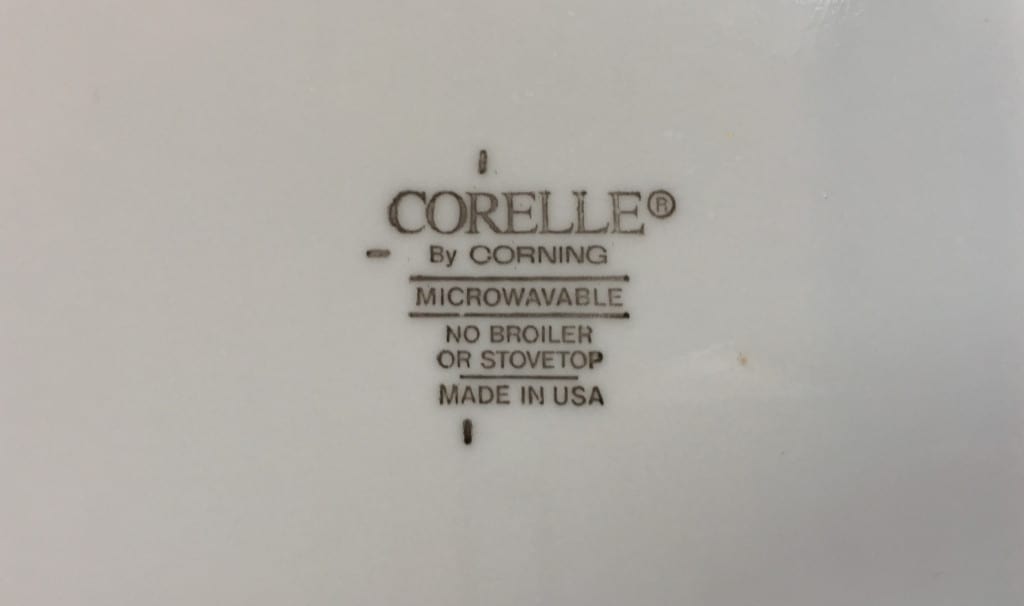 CORELLE®
By CORNING
MICROWAVABLE
NO BROILER
OR STOVETOP
MADE IN USA